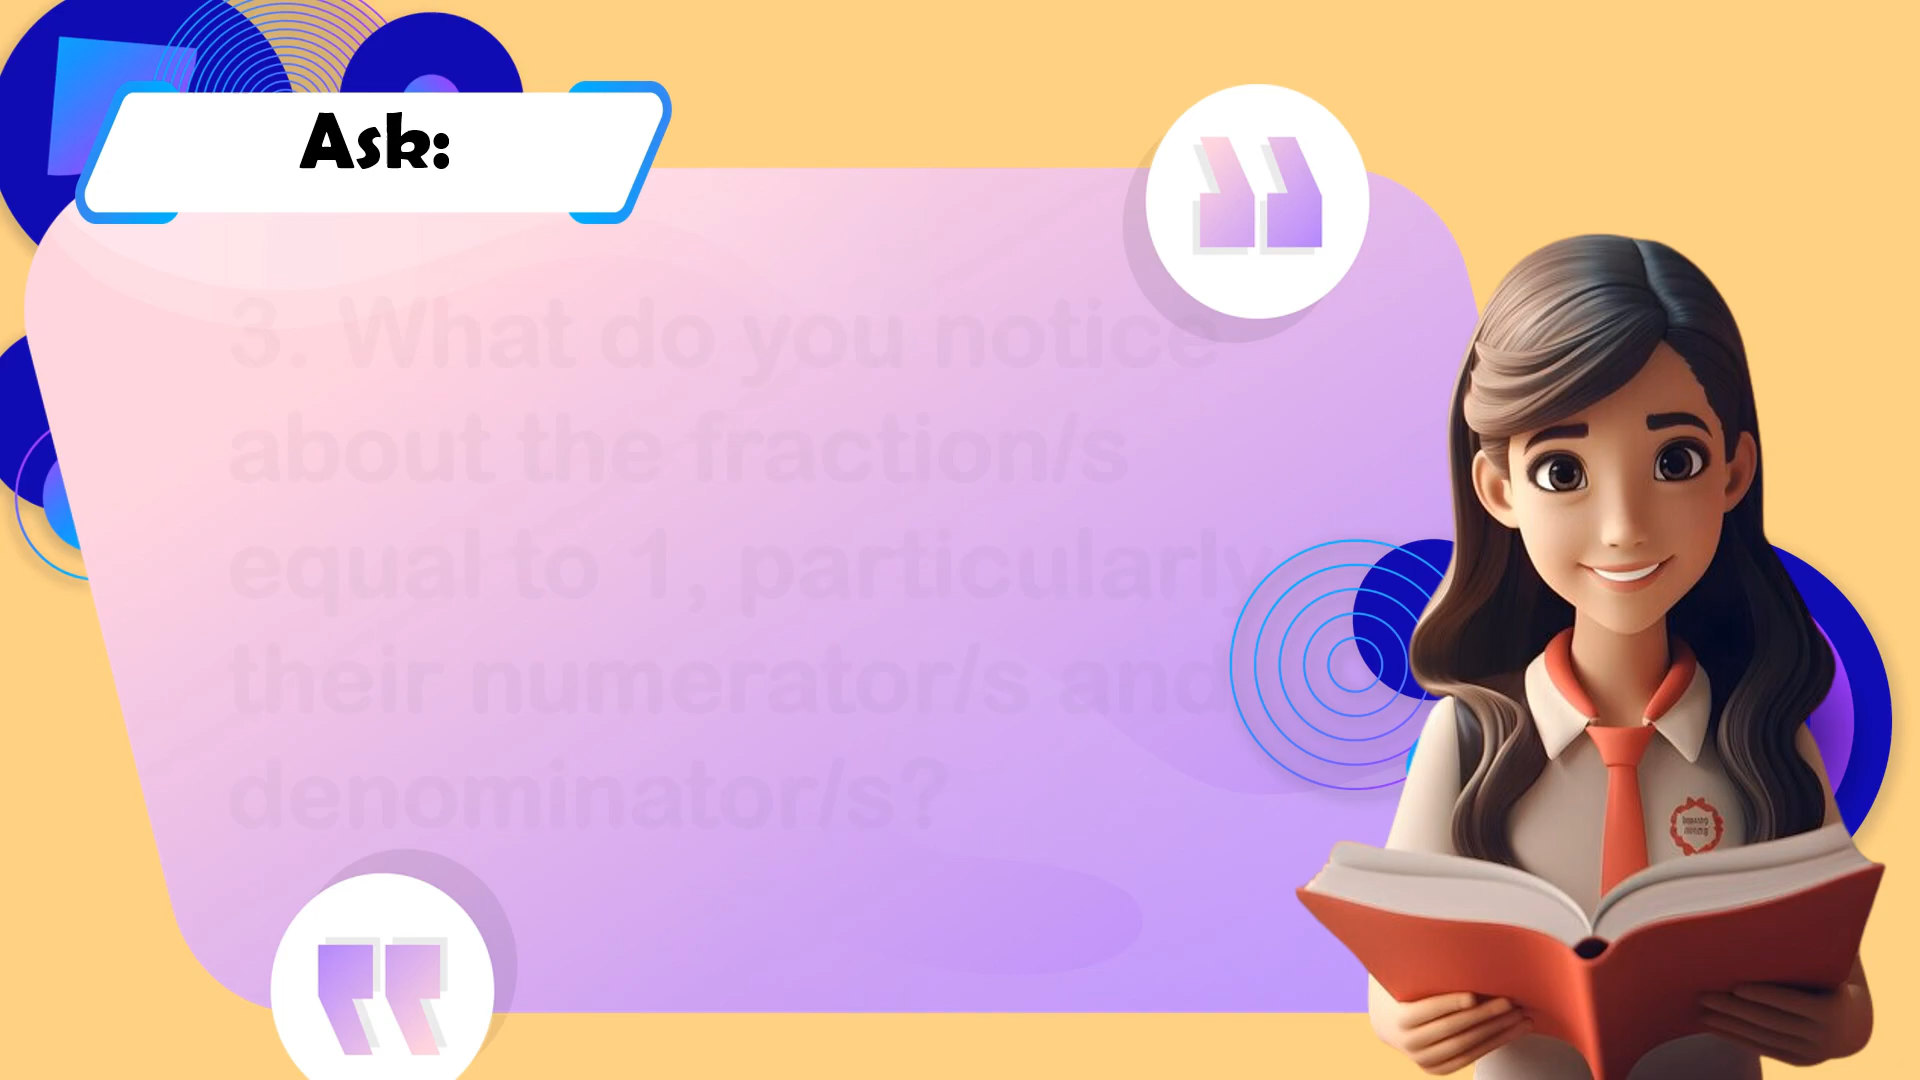 Ask:
3. What do you notice
about the fraction/s
equal to 1, particularly
their numerator/s and
denominator/s?